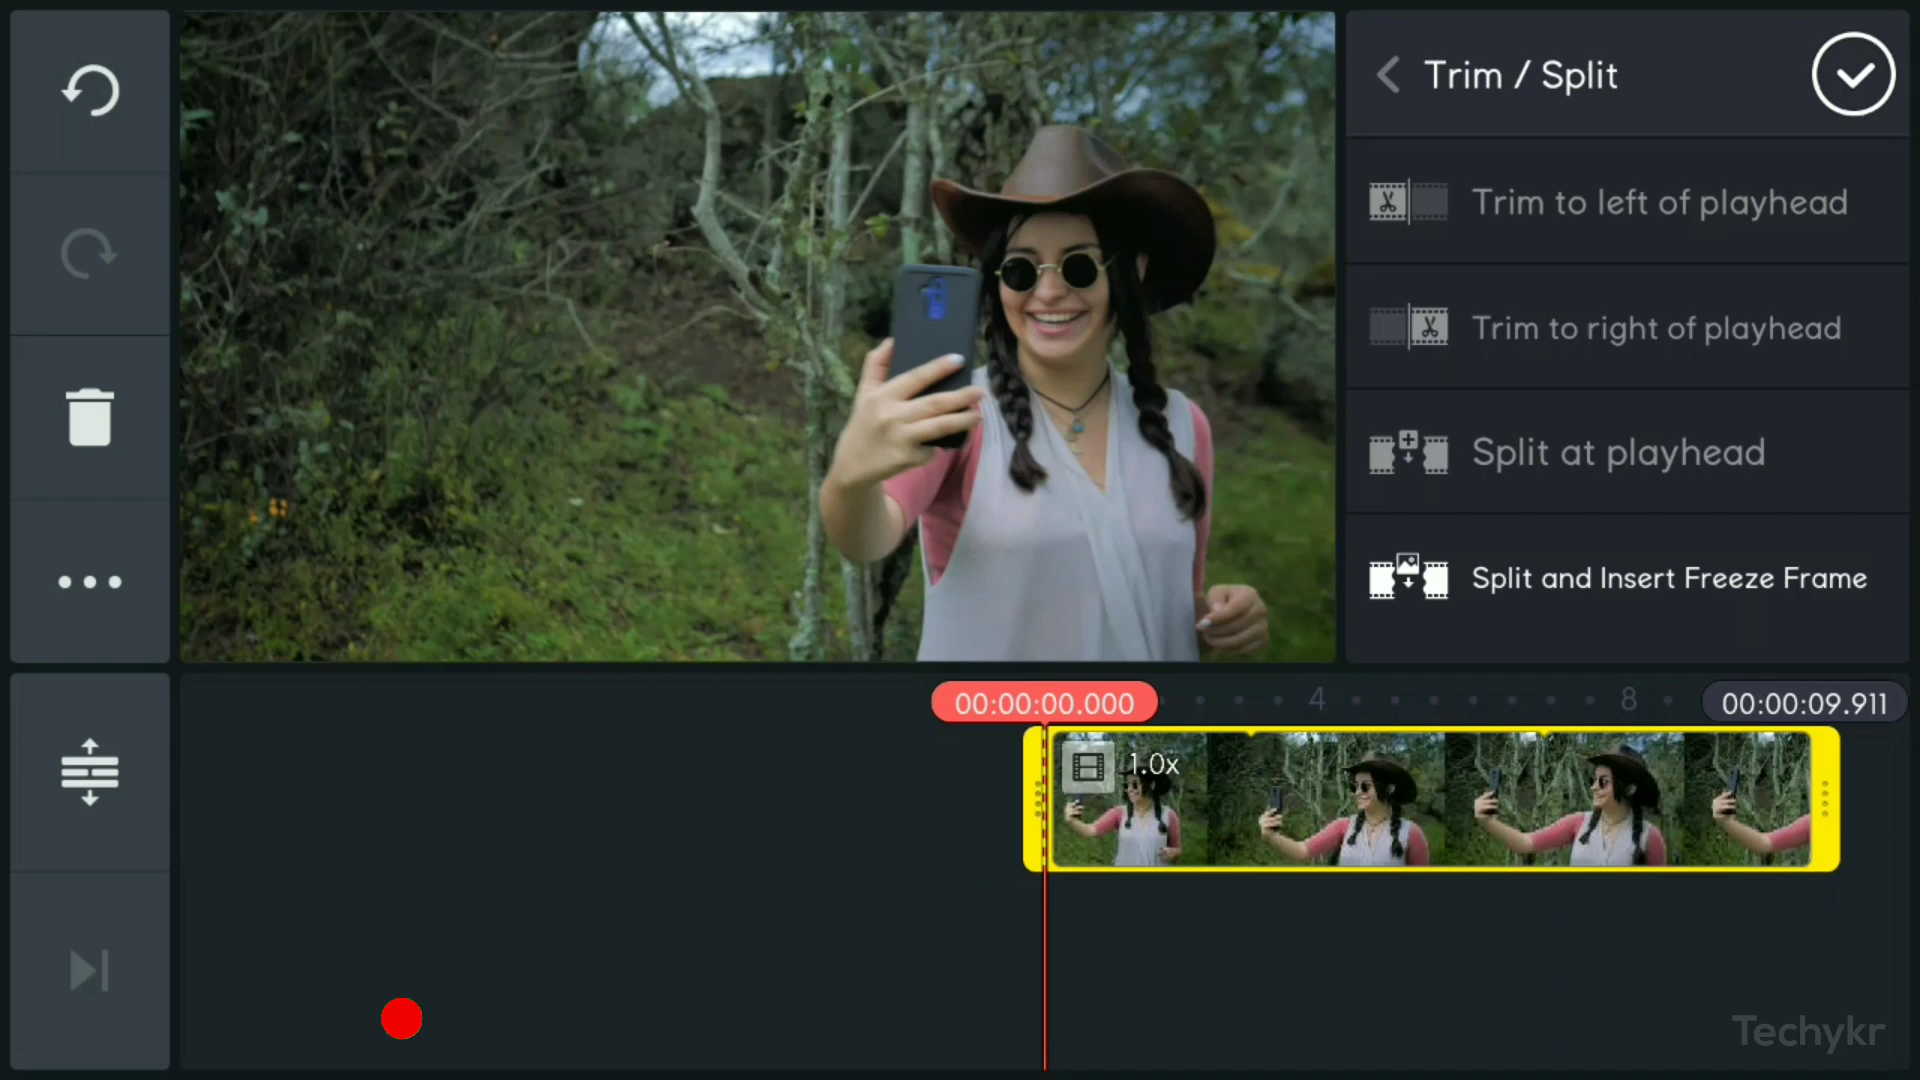 Trim / Split
Trim to left of playhead
Trim to right of playhead
Split at playhead
Split and Insert Freeze Frame
00:00:00.000
4
8
00:00:09.911
1.0x
Techykr